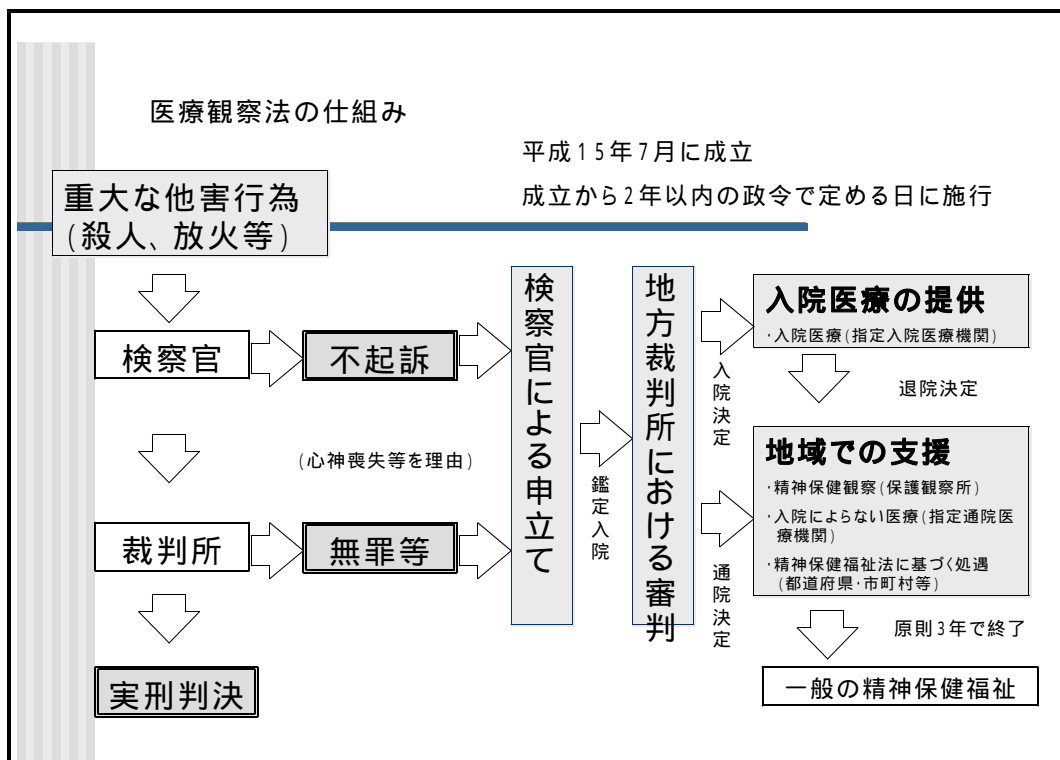 医療観察法の仕組み
平成15年7月に成立
成立から2年以内の政令で定める日に施行
重大な他害行為
(殺人、放火等)
検察官
不起訴
(心神喪失等を理由)
裁判所
無罪等
実刑判決
検察官による申立て
鑑定入院
地方裁判所における審判
入院決定
通院決定
入院医療の提供
・入院医療(指定入院医療機関)
退院決定
地域での支援
・精神保健観察(保護観察所)
・入院によらない医療(指定通院医
療機関)
・精神保健福祉法に基づく処遇
(都道府県・市町村等)
原則3年で終了
一般の精神保健福祉